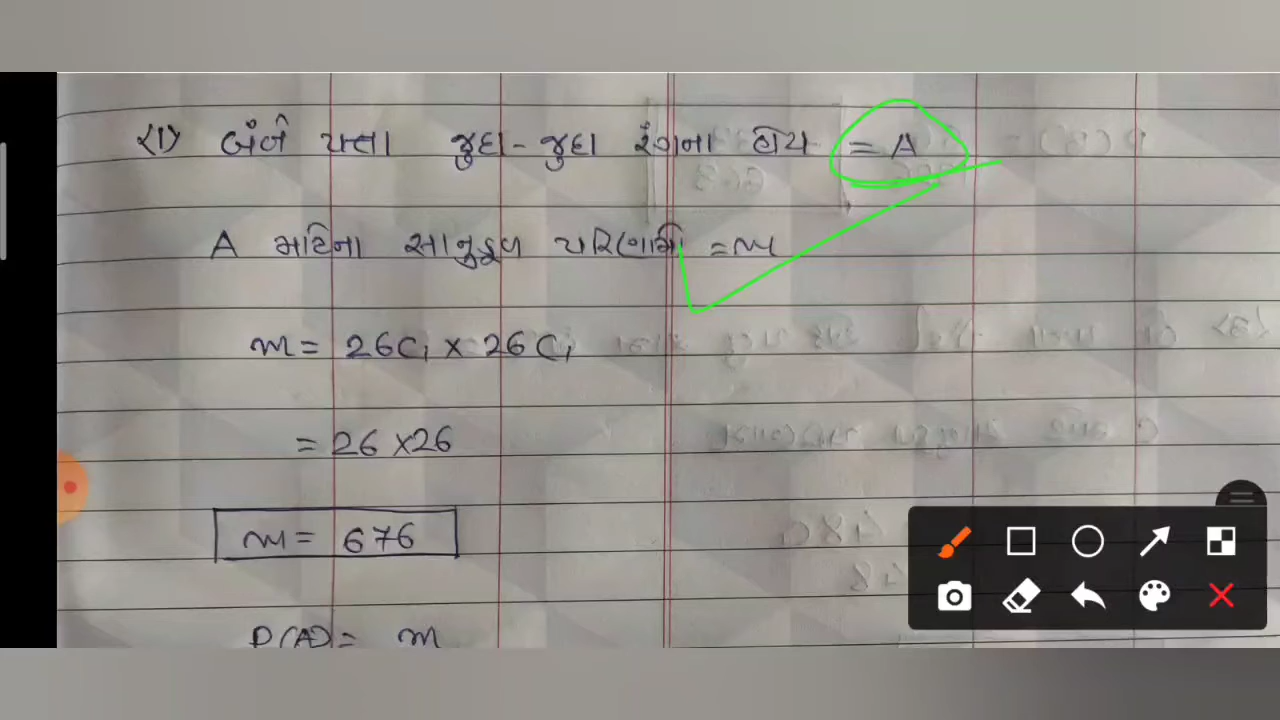 (1) બંને પત્તા જુદા-જુદા રંગના હોય = A
A માટેના સાનુકૂળ પરિણામો = m
m = 26C₁ × 26C₁
= 26 × 26
m = 676
P(A) = m